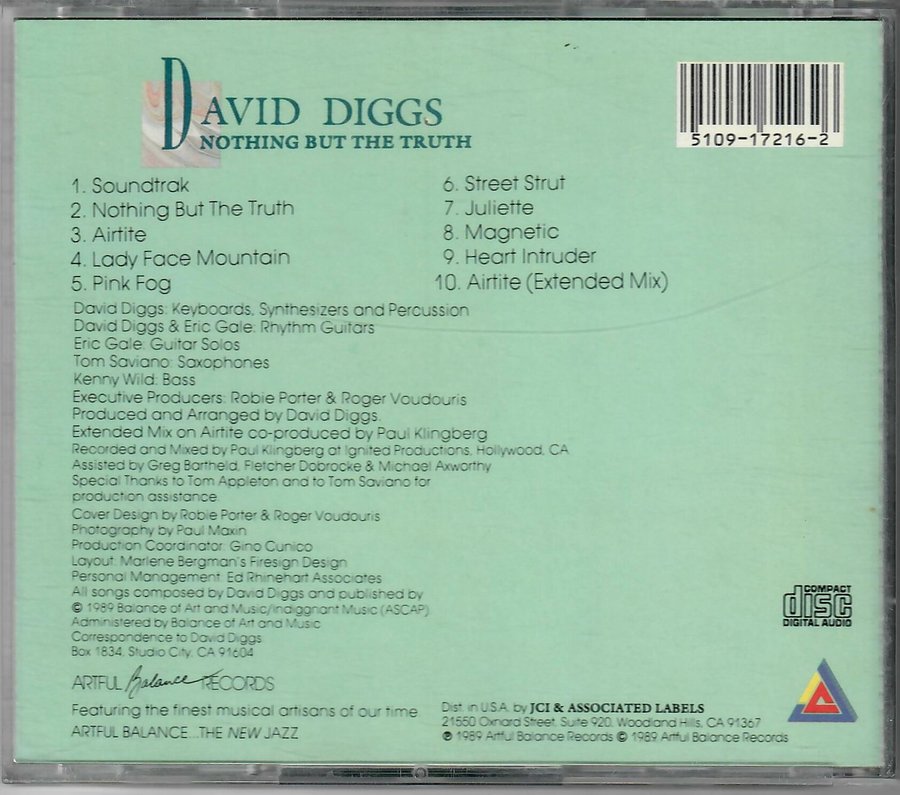 DAVID DIGGS
NOTHING BUT THE TRUTH
5109-17216-2
1. Soundtrak
2. Nothing But The Truth
3. Airtite
4. Lady Face Mountain
5. Pink Fog
6. Street Strut
7. Juliette
8. Magnetic
9. Heart Intruder
10. Airtite (Extended Mix)
David Diggs: Keyboards, Synthesizers and Percussion
David Diggs & Eric Gale: Rhythm Guitars
Eric Gale: Guitar Solos
Tom Saviano: Saxophones
Kenny Wild: Bass
Executive Producers: Robie Porter & Roger Voudouris
Produced and Arranged by David Diggs.
Extended Mix on Airtite co-produced by Paul Klingberg
Recorded and Mixed by Paul Klingberg at Ignited Productions, Hollywood, CA
Assisted by Greg Bartheld, Fletcher Dobrocke & Michael Axworthy
Special Thanks to Tom Appleton and to Tom Saviano for
production assistance.
Cover Design by Robie Porter & Roger Voudouris
Photography by Paul Maxin
Production Coordinator: Gino Cunico
Layout: Marlene Bergman's Firesign Design
Personal Management: Ed Rhinehart Associates
All songs composed by David Diggs and published by
© 1989 Balance of Art and Music/Indiggnant Music (ASCAP)
Administered by Balance of Art and Music
Correspondence to David Diggs:
Box 1834, Studio City, CA 91604
COMPACT
disc
DIGITAL AUDIO
ARTFUL Balance RECORDS
Featuring the finest musical artisans of our time
ARTFUL BALANCE...THE NEW JAZZ
Dist. in U.S.A. by JCI & ASSOCIATED LABELS
21550 Oxnard Street, Suite 920, Woodland Hills, CA 91367
℗ 1989 Artful Balance Records © 1989 Artful Balance Records